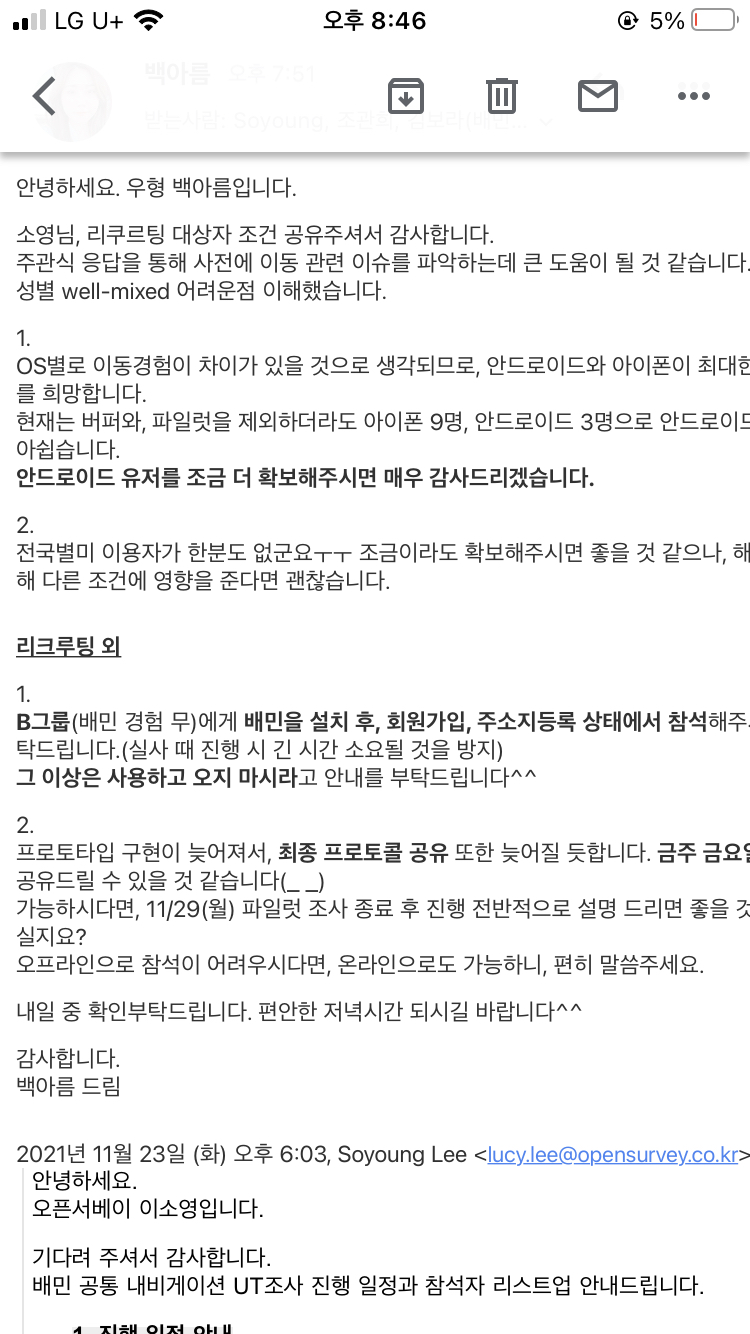 LG U+ 오후 8:46 5%
백아름 오후 7:51
받는사람: Soyoung, 조관희, 김보라(배민...
안녕하세요. 우형 백아름입니다.
소영님, 리쿠르팅 대상자 조건 공유주셔서 감사합니다.
주관식 응답을 통해 사전에 이동 관련 이슈를 파악하는데 큰 도움이 될 것 같습니다.
성별 well-mixed 어려운점 이해했습니다.
1.
OS별로 이동경험이 차이가 있을 것으로 생각되므로, 안드로이드와 아이폰이 최대한
를 희망합니다.
현재는 버퍼와, 파일럿을 제외하더라도 아이폰 9명, 안드로이드 3명으로 안드로이드
아쉽습니다.
안드로이드 유저를 조금 더 확보해주시면 매우 감사드리겠습니다.
2.
전국별미 이용자가 한분도 없군요ㅜㅜ 조금이라도 확보해주시면 좋을 것 같으나, 해
해 다른 조건에 영향을 준다면 괜찮습니다.
리크루팅 외
1.
B그룹(배민 경험 무)에게 배민을 설치 후, 회원가입, 주소지등록 상태에서 참석해주
탁드립니다.(실사 때 진행 시 긴 시간 소요될 것을 방지)
그 이상은 사용하고 오지 마시라고 안내를 부탁드립니다^^
2.
프로토타입 구현이 늦어져서, 최종 프로토콜 공유 또한 늦어질 듯합니다. 금주 금요일
공유드릴 수 있을 것 같습니다(_ _)
가능하시다면, 11/29(월) 파일럿 조사 종료 후 진행 전반적으로 설명 드리면 좋을 것
실지요?
오프라인으로 참석이 어려우시다면, 온라인으로도 가능하니, 편히 말씀주세요.
내일 중 확인부탁드립니다. 편안한 저녁시간 되시길 바랍니다^^
감사합니다.
백아름 드림
2021년 11월 23일 (화) 오후 6:03, Soyoung Lee <lucy.lee@opensurvey.co.kr>
안녕하세요.
오픈서베이 이소영입니다.
기다려 주셔서 감사합니다.
배민 공통 내비게이션 UT조사 진행 일정과 참석자 리스트업 안내드립니다.
1. 진행 일정 안내